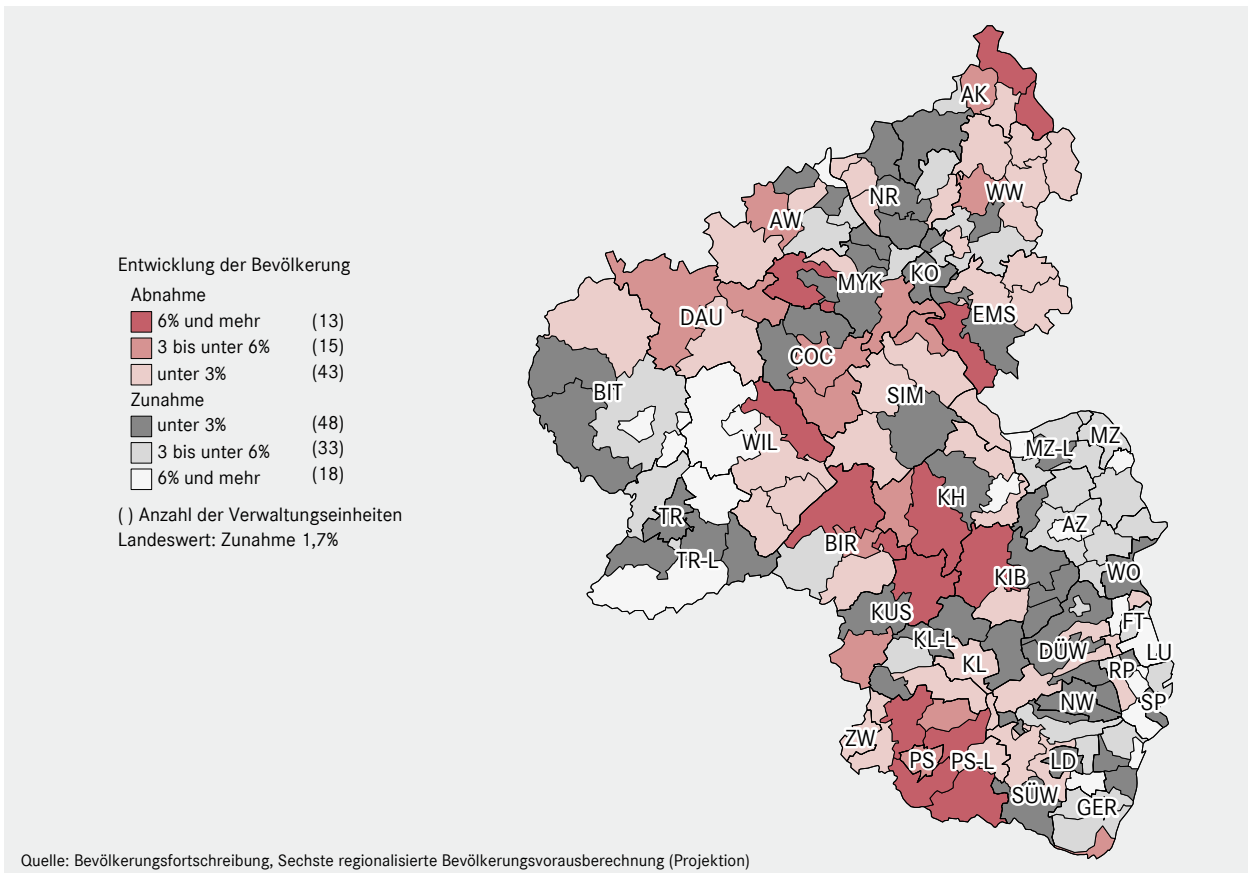 Entwicklung der Bevölkerung
Abnahme
6% und mehr (13)
3 bis unter 6% (15)
unter 3% (43)
Zunahme
unter 3% (48)
3 bis unter 6% (33)
6% und mehr (18)
( ) Anzahl der Verwaltungseinheiten
Landeswert: Zunahme 1,7%
AK
NR
WW
AW
KO
MYK
EMS
DAU
COC
BIT
SIM
WIL
MZ
MZ-L
KH
TR
AZ
BIR
TR-L
KIB
WO
KUS
FT
KL-L
DÜW
LU
KL
RP
NW
SP
ZW
PS
PS-L
LD
SÜW
GER
Quelle: Bevölkerungsfortschreibung, Sechste regionalisierte Bevölkerungsvorausberechnung (Projektion)